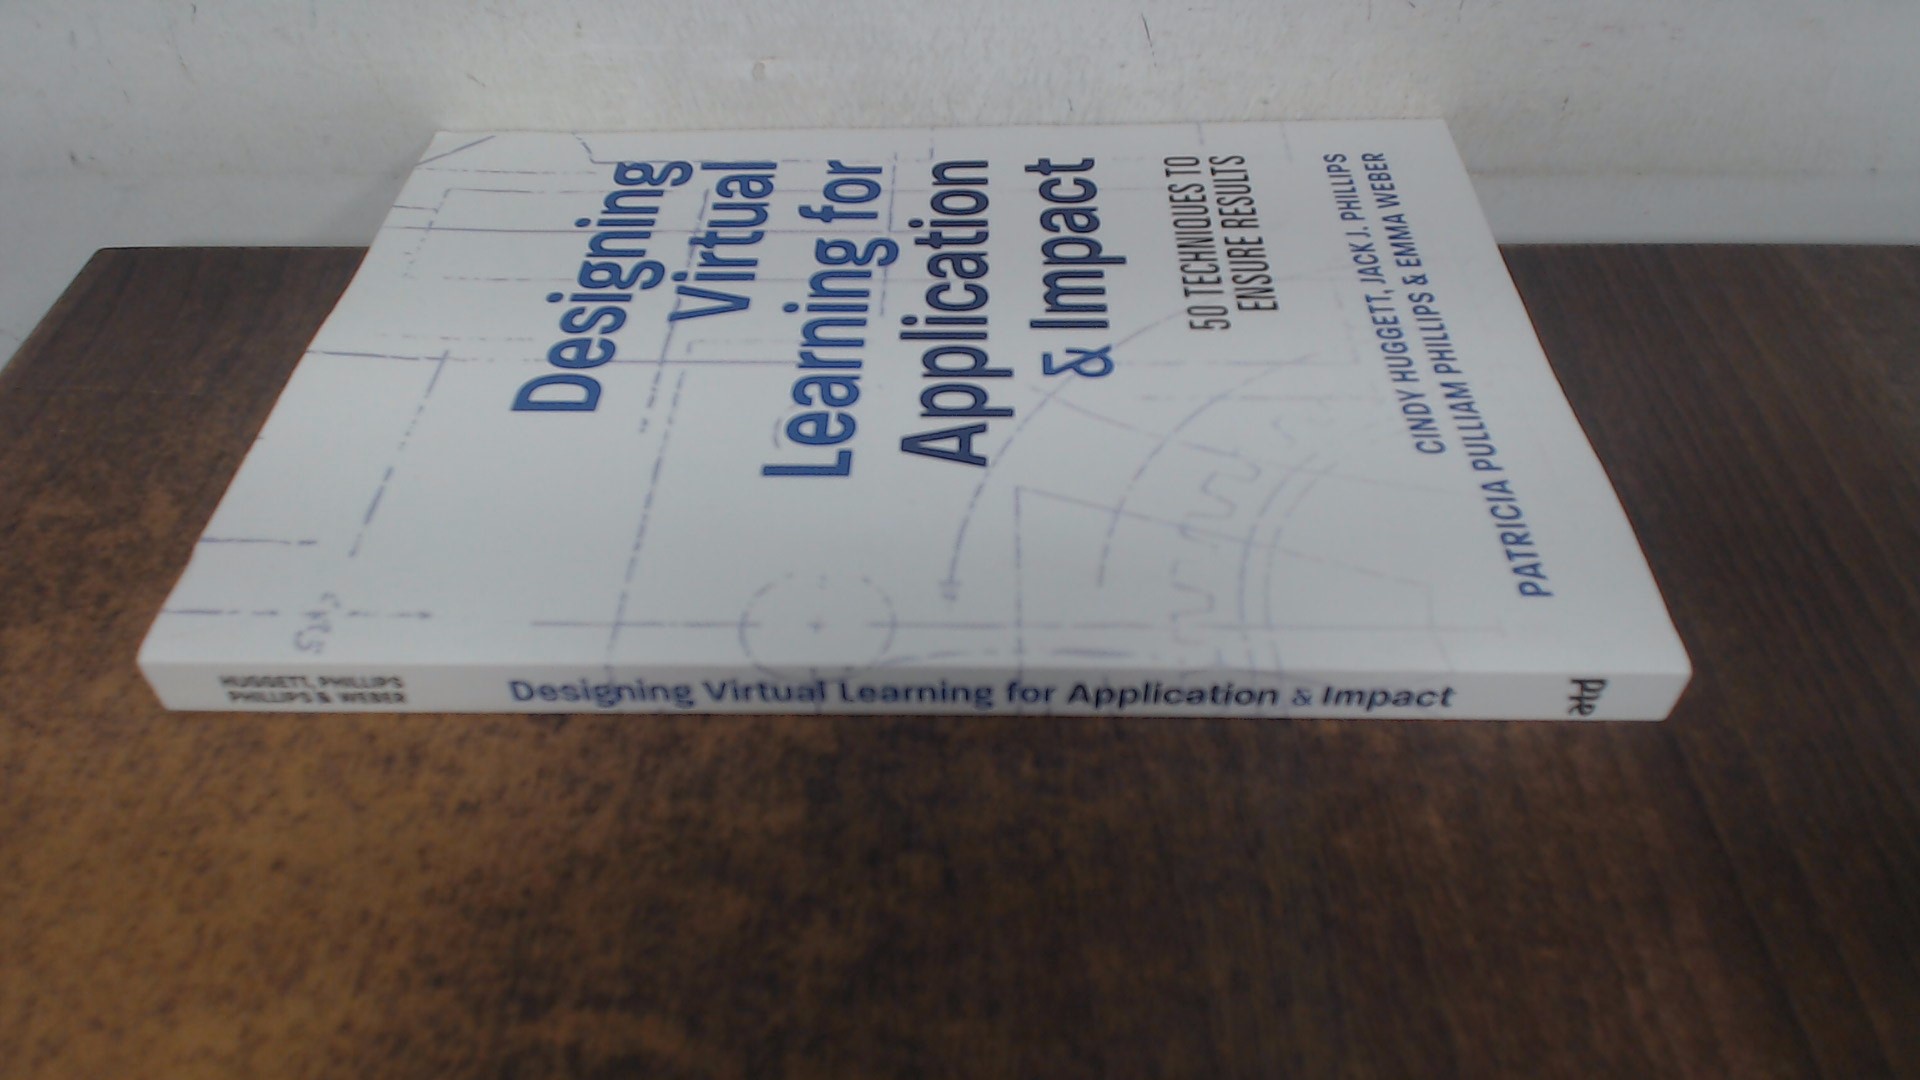 Designing
Virtual
Learning for
Application
& Impact
50 TECHNIQUES TO
ENSURE RESULTS
CINDY HUGGETT, JACK J. PHILLIPS
PATRICIA PULLIAM PHILLIPS & EMMA WEBER
HUGGETT, PHILLIPS
PHILLIPS & WEBER
Designing Virtual Learning for Application & Impact